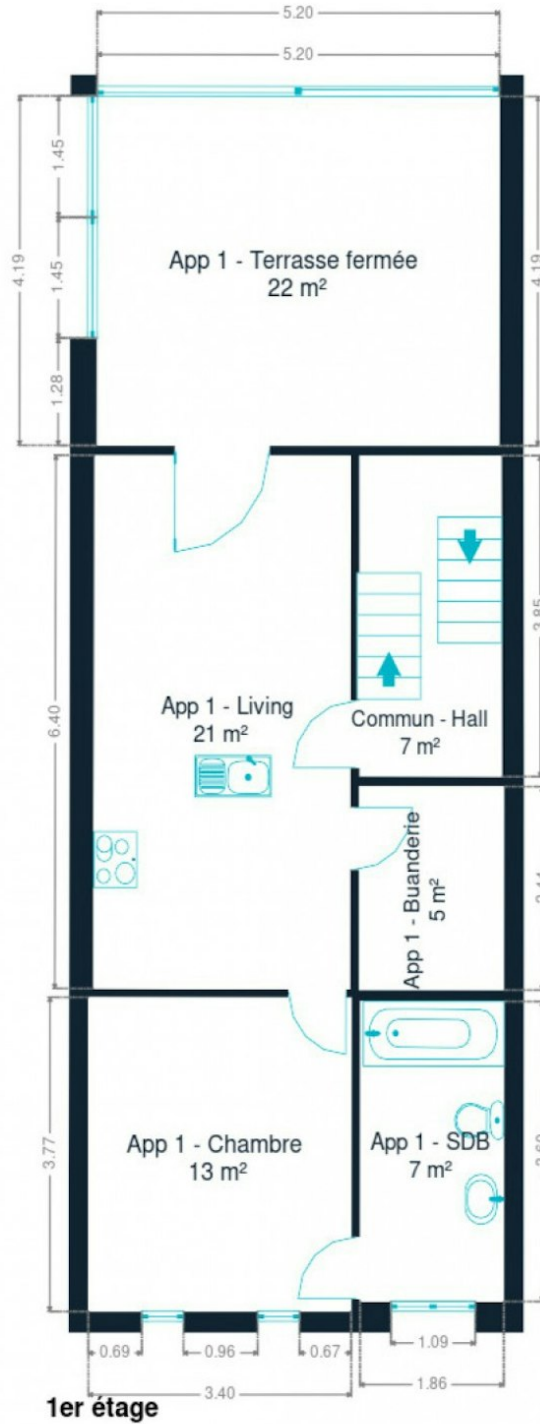 5.20
5.20
1.45
4.19
1.45
1.28
4.19
App 1 - Terrasse fermée
22 m²
6.40
App 1 - Living
21 m²
Commun - Hall
7 m²
App 1 - Buanderie
5 m²
3.77
App 1 - Chambre
13 m²
App 1 - SDB
7 m²
0.69
0.96
0.67
1.09
3.40
1.86
1er étage